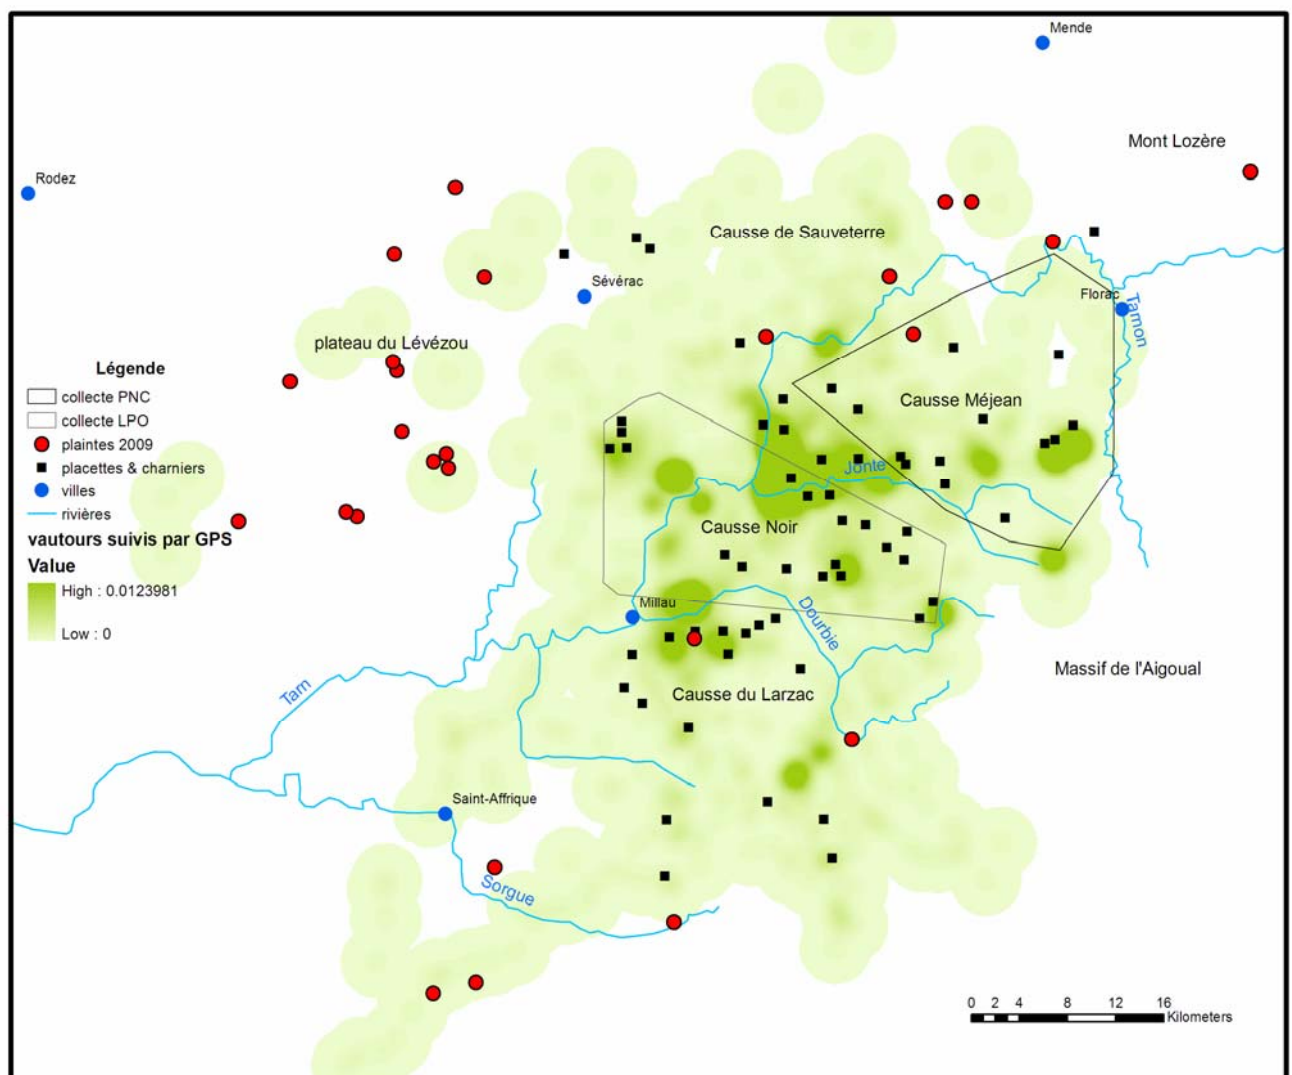 Mende
Mont Lozère
Rodez
Causse de Sauveterre
Sévérac
Florac
Tarnon
plateau du Lévézou
Légende
collecte PNC
collecte LPO
plaintes 2009
placettes & charniers
villes
rivières
vautours suivis par GPS
Value
High : 0.0123981
Low : 0
Causse Méjean
Jonte
Causse Noir
Millau
Dourbie
Massif de l'Aigoual
Causse du Larzac
Tarn
Saint-Affrique
Sorgue
0 2 4 8 12 16
Kilometers